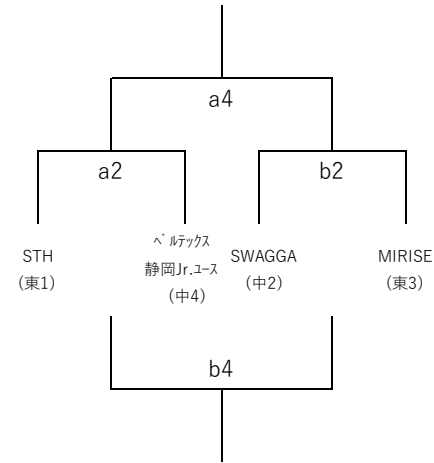 a4
a2
b2
STH
(東1)
ﾍﾞﾙﾃｯｸｽ
静岡Jr.ﾕｰｽ
(中4)
SWAGGA
(中2)
MIRISE
(東3)
b4